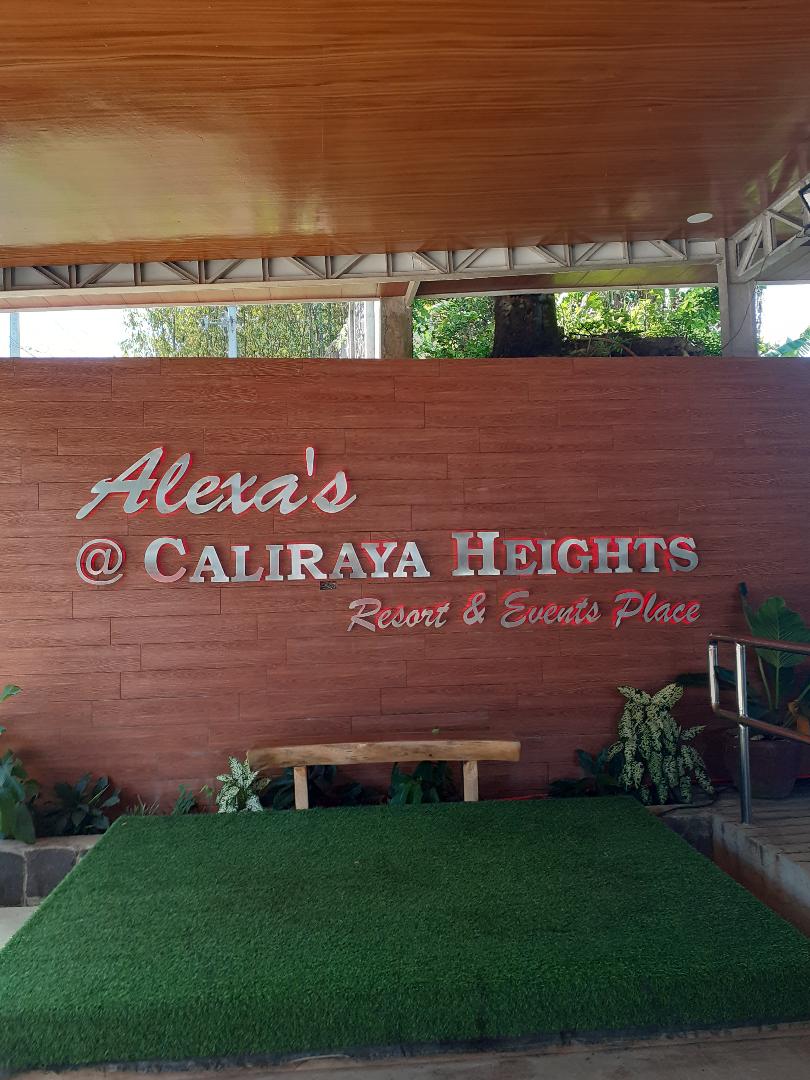 Alexa's
@ CALIRAYA HEIGHTS
Resort & Events Place